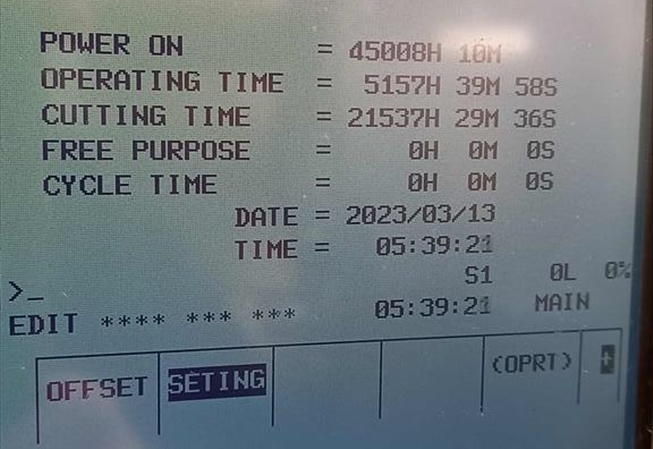 POWER ON = 45008H 10M
OPERATING TIME = 5157H 39M 58S
CUTTING TIME = 21537H 29M 36S
FREE PURPOSE = 0H 0M 0S
CYCLE TIME = 0H 0M 0S
DATE = 2023/03/13
TIME = 05:39:21
S1 0L 0%
>_
EDIT **** *** *** 05:39:21 MAIN
OFFSET SETING (OPRT) +